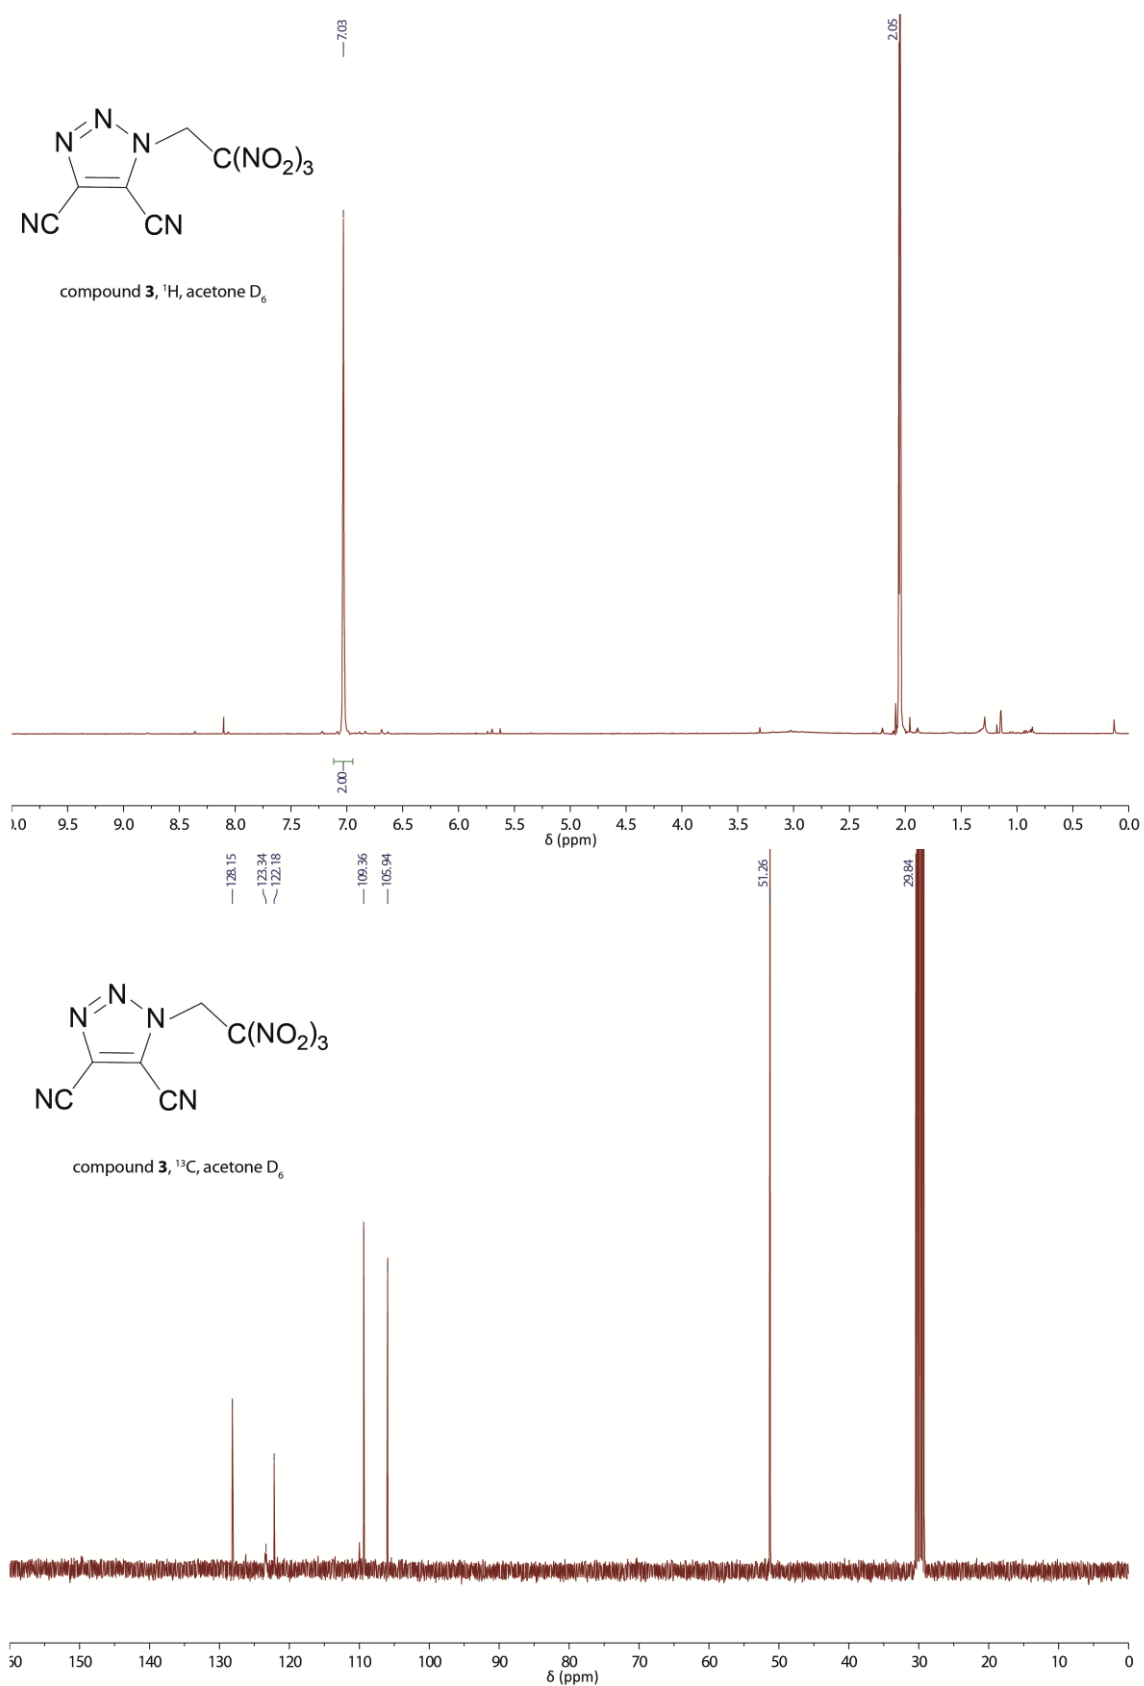 7.03
2.05
N
N
N
C(NO₂)₃
NC
CN
compound 3, ¹H, acetone D₆
2.00
0.0 9.5 9.0 8.5 8.0 7.5 7.0 6.5 6.0 5.5 5.0 4.5 4.0 3.5 3.0 2.5 2.0 1.5 1.0 0.5 0.0
δ (ppm)
128.15
123.34
122.18
109.36
105.94
51.26
29.84
N
N
N
C(NO₂)₃
NC
CN
compound 3, ¹³C, acetone D₆
50 150 140 130 120 110 100 90 80 70 60 50 40 30 20 10 0
δ (ppm)